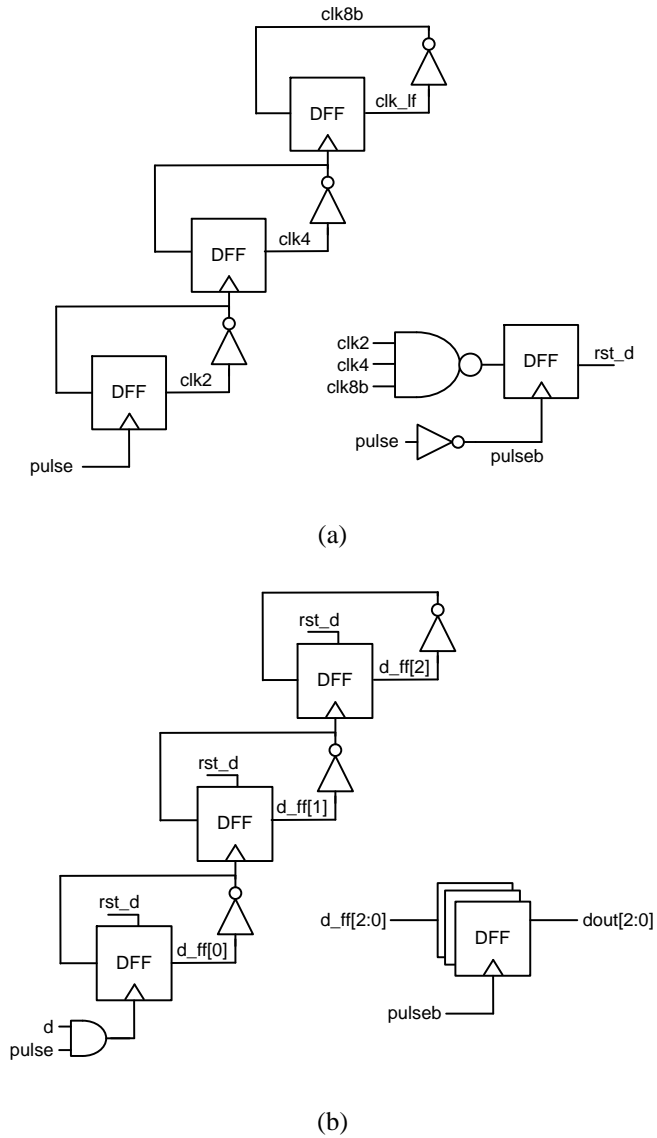 clk8b
DFF
clk_lf
DFF
clk4
DFF
clk2
pulse
clk2
clk4
clk8b
DFF
rst_d
pulse
pulseb
(a)
rst_d
DFF
d_ff[2]
rst_d
DFF
d_ff[1]
rst_d
DFF
d_ff[0]
d
pulse
d_ff[2:0]
DFF
dout[2:0]
pulseb
(b)